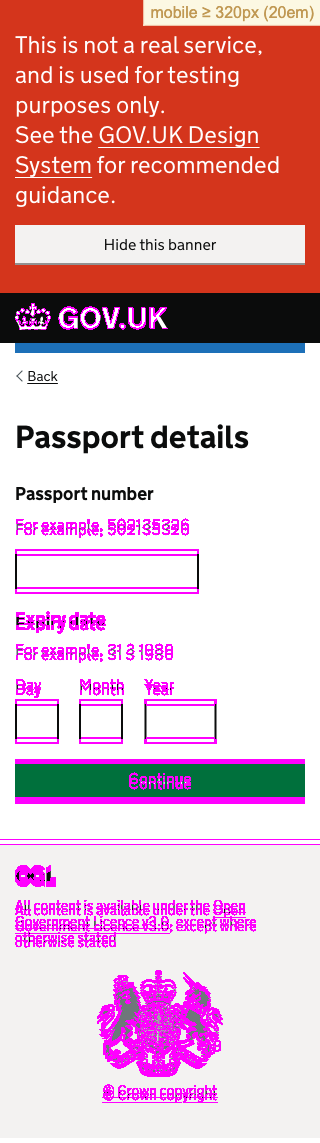 mobile ≥ 320px (20em)
This is not a real service,
and is used for testing
purposes only.
See the GOV.UK Design
System for recommended
guidance.
Hide this banner
GOV.UK
Back
Passport details
Passport number
For example, 502135326
Expiry date
For example, 31 3 1980
Day Month Year
Continue
OGL
All content is available under the Open
Government Licence v3.0, except where
otherwise stated
© Crown copyright